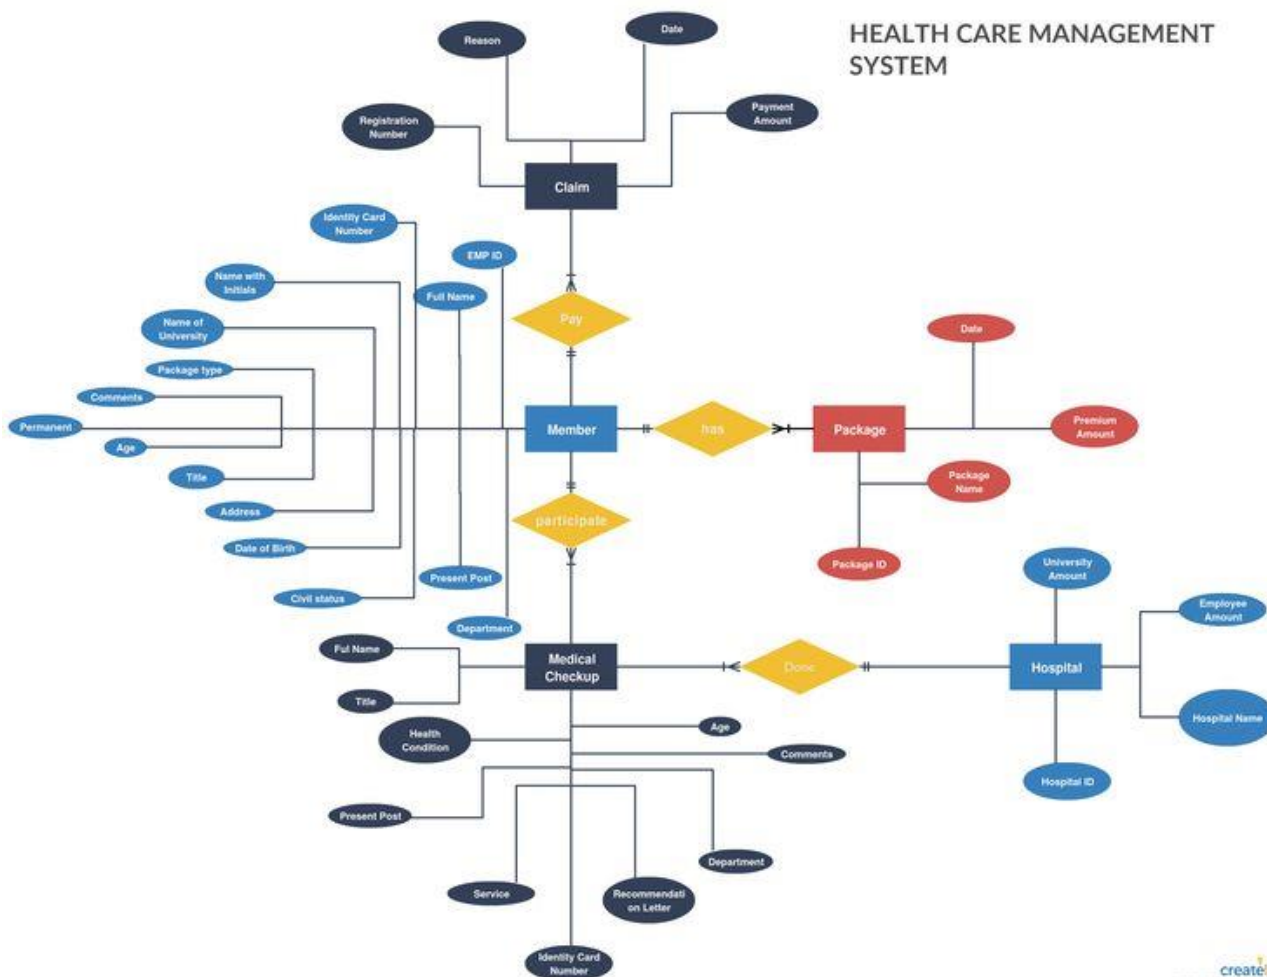 HEALTH CARE MANAGEMENT
SYSTEM
Reason
Date
Registration
Number
Payment
Amount
Claim
Identity Card
Number
EMP ID
Name with
Initials
Full Name
Name of
University
Pay
Date
Package type
Comments
Permanent
Member
has
Package
Premium
Amount
Age
Title
Package
Name
Address
participate
Date of Birth
Package ID
University
Amount
Present Post
Civil status
Employee
Amount
Department
Ful Name
Medical
Checkup
Done
Hospital
Title
Hospital Name
Health
Condition
Age
Comments
Hospital ID
Present Post
Department
Service
Recommendati
on Letter
Identity Card
Number
create